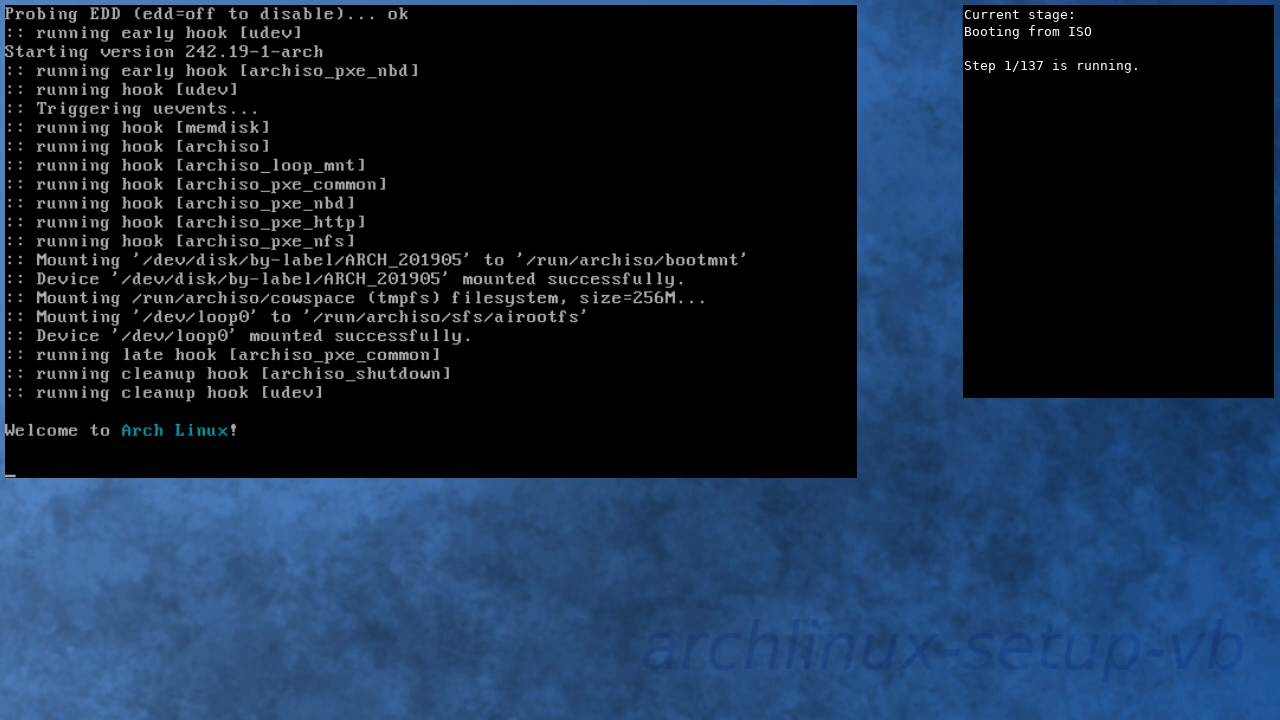 Probing EDD (edd=off to disable)... ok
:: running early hook [udev]
Starting version 242.19-1-arch
:: running early hook [archiso_pxe_nbd]
:: running hook [udev]
:: Triggering uevents...
:: running hook [memdisk]
:: running hook [archiso]
:: running hook [archiso_loop_mnt]
:: running hook [archiso_pxe_common]
:: running hook [archiso_pxe_nbd]
:: running hook [archiso_pxe_http]
:: running hook [archiso_pxe_nfs]
:: Mounting '/dev/disk/by-label/ARCH_201905' to '/run/archiso/bootmnt'
:: Device '/dev/disk/by-label/ARCH_201905' mounted successfully.
:: Mounting /run/archiso/cowspace (tmpfs) filesystem, size=256M...
:: Mounting '/dev/loop0' to '/run/archiso/sfs/airootfs'
:: Device '/dev/loop0' mounted successfully.
:: running late hook [archiso_pxe_common]
:: running cleanup hook [archiso_shutdown]
:: running cleanup hook [udev]
Welcome to Arch Linux!
_
Current stage:
Booting from ISO
Step 1/137 is running.
archlinux-setup-vb